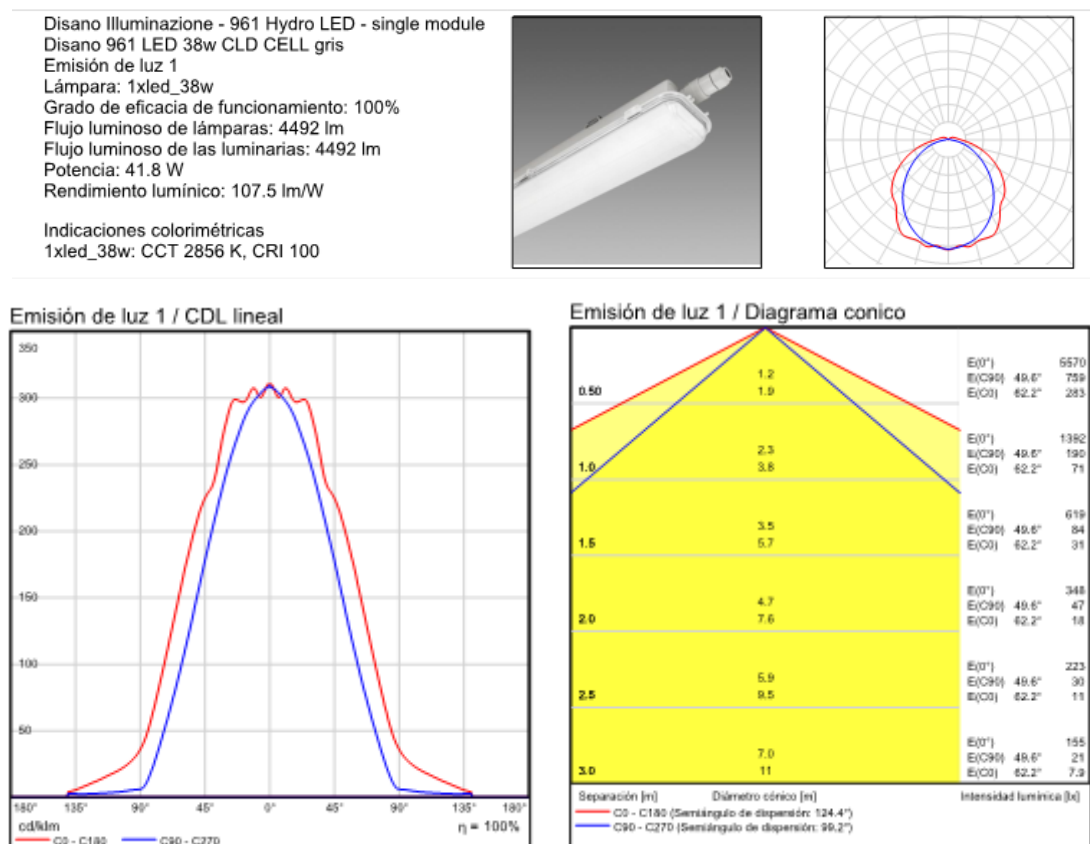 Disano Illuminazione - 961 Hydro LED - single module
Disano 961 LED 38w CLD CELL gris
Emisión de luz 1
Lámpara: 1xled_38w
Grado de eficacia de funcionamiento: 100%
Flujo luminoso de lámparas: 4492 lm
Flujo luminoso de las luminarias: 4492 lm
Potencia: 41.8 W
Rendimiento lumínico: 107.5 lm/W
Indicaciones colorimétricas
1xled_38w: CCT 2856 K, CRI 100
Emisión de luz 1 / CDL lineal
350
300
250
200
150
100
50
180° 135° 90° 45° 0° 45° 90° 135° 180°
cd/klm η = 100%
C0 - C180 C90 - C270
Emisión de luz 1 / Diagrama conico
0.50 1.2 1.9
E(0°) 5570
E(C90) 49.6° 759
E(C0) 62.2° 283
1.0 2.3 3.8
E(0°) 1392
E(C90) 49.6° 190
E(C0) 62.2° 71
1.5 3.5 5.7
E(0°) 619
E(C90) 49.6° 84
E(C0) 62.2° 31
2.0 4.7 7.6
E(0°) 348
E(C90) 49.6° 47
E(C0) 62.2° 18
2.5 5.9 9.5
E(0°) 223
E(C90) 49.6° 30
E(C0) 62.2° 11
3.0 7.0 11
E(0°) 155
E(C90) 49.6° 21
E(C0) 62.2° 7.9
Separación [m] Diámetro cónico [m] Intensidad lumínica [lx]
C0 - C180 (Semiángulo de dispersión: 124.4°)
C90 - C270 (Semiángulo de dispersión: 99.2°)